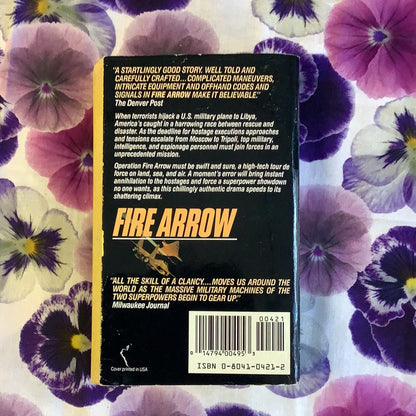 "A STARTLINGLY GOOD STORY. WELL TOLD AND
CAREFULLY CRAFTED... COMPLICATED MANEUVERS,
INTRICATE EQUIPMENT AND OFFHAND CODES AND
SIGNALS IN FIRE ARROW MAKE IT BELIEVABLE."
The Denver Post
When terrorists hijack a U.S. military plane to Libya,
America's caught in a harrowing race between rescue and
disaster. As the deadline for hostage executions approaches
and tensions escalate from Moscow to Tripoli, top military
intelligence, and espionage personnel must join forces in an
unprecedented mission.
Operation Fire Arrow must be swift and sure, a high-tech tour de
force on land, sea, and air. A moment's error will bring instant
annihilation to the hostages and force a superpower showdown
no one wants, as this chillingly authentic drama speeds to its
shattering climax.
FIRE ARROW
"ALL THE SKILL OF A CLANCY.... MOVES US AROUND THE
WORLD AS THE MASSIVE MILITARY MACHINES OF THE
TWO SUPERPOWERS BEGIN TO GEAR UP."
Milwaukee Journal
00421
0 14794 00495 3
ISBN 0-8041-0421-2
Cover printed in USA